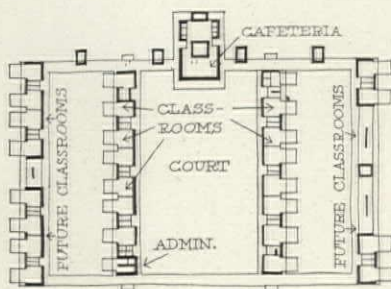 CAFETERIA
FUTURE CLASSROOMS
CLASS-
ROOMS
COURT
FUTURE CLASSROOMS
ADMIN.